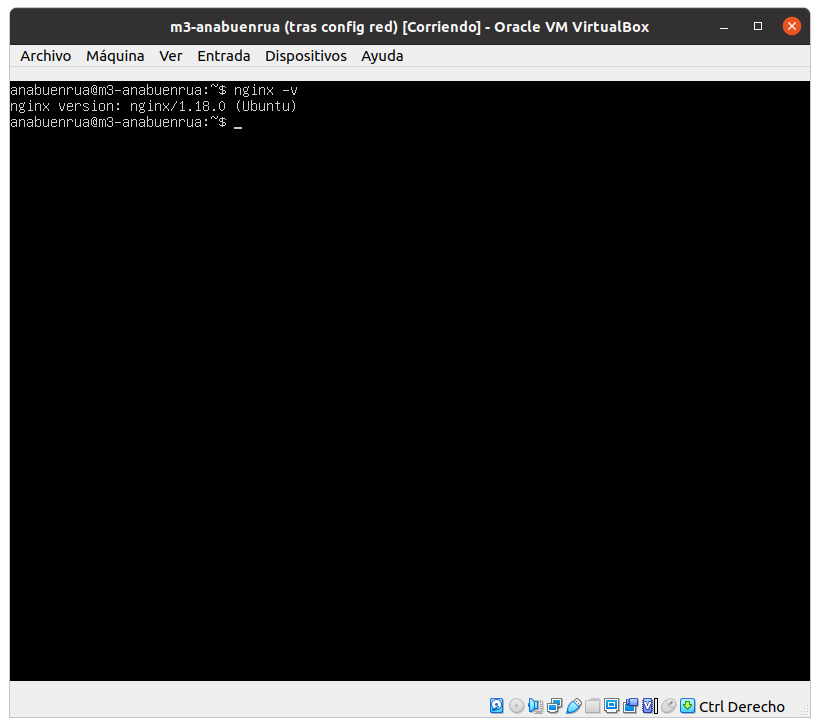 m3-anabuenrua (tras config red) [Corriendo] - Oracle VM VirtualBox
Archivo Máquina Ver Entrada Dispositivos Ayuda
anabuenrua@m3-anabuenrua:~$ nginx -v
nginx version: nginx/1.18.0 (Ubuntu)
anabuenrua@m3-anabuenrua:~$ _
Ctrl Derecho